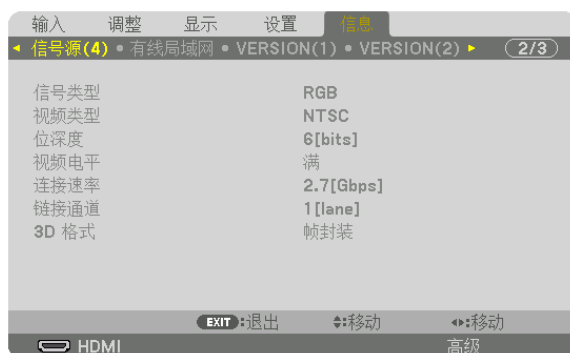 输入 调整 显示 设置 信息
◂ 信号源(4) • 有线局域网 • VERSION(1) • VERSION(2) ▸ 2/3
信号类型 RGB
视频类型 NTSC
位深度 6[bits]
视频电平 满
连接速率 2.7[Gbps]
链接通道 1[lane]
3D 格式 帧封装
EXIT:退出 ♦:移动 ◂▸:移动
HDMI 高级